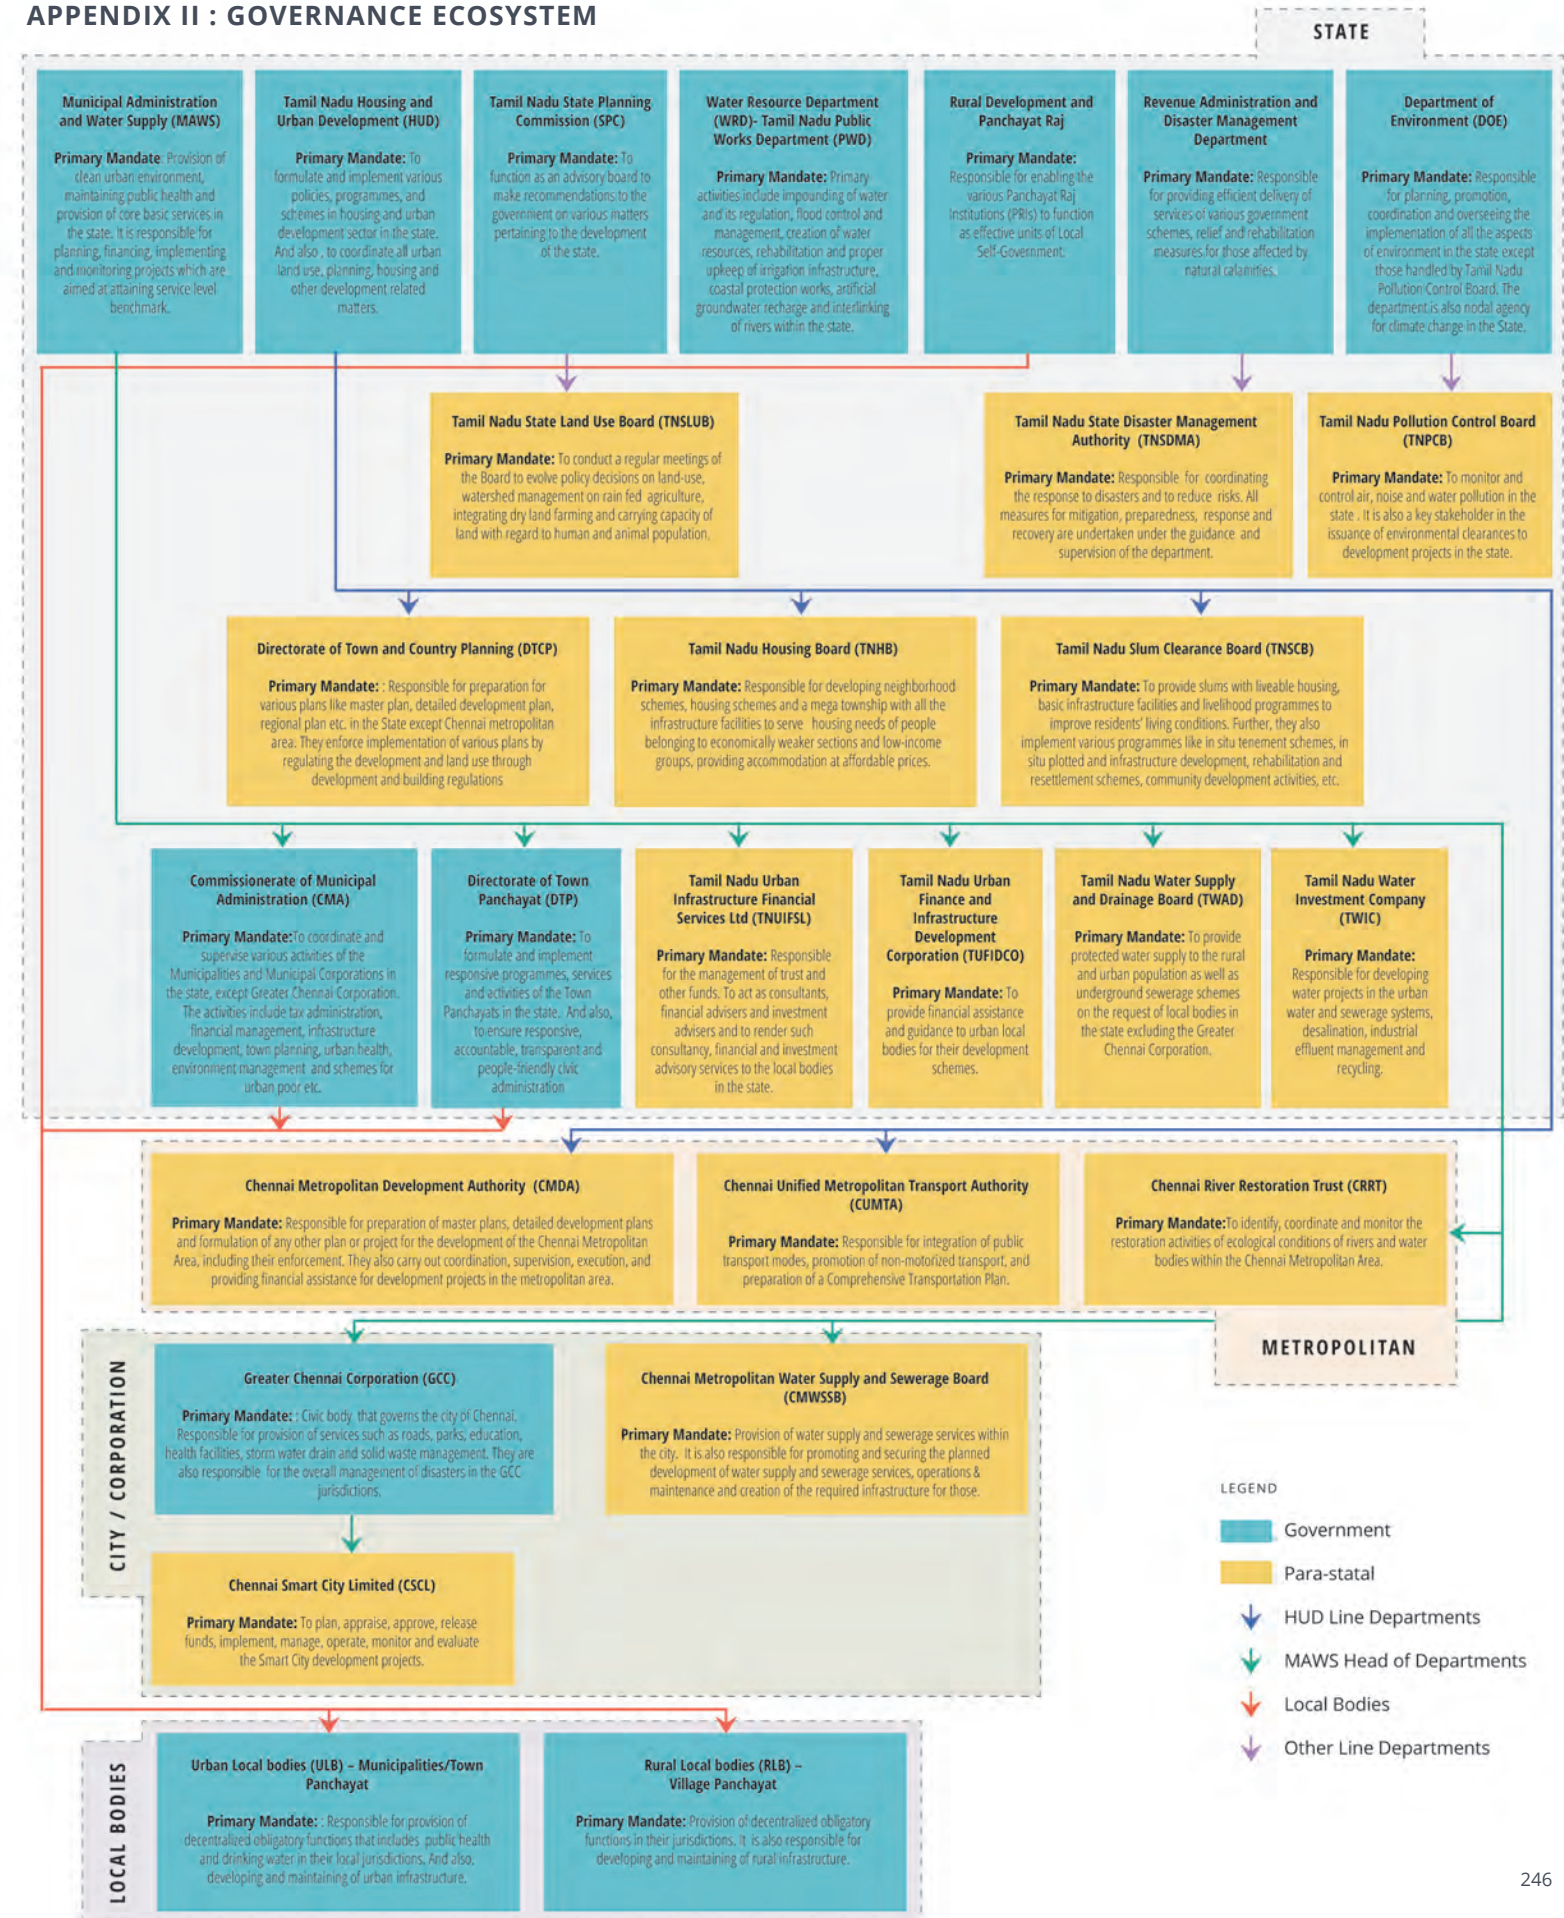 APPENDIX II : GOVERNANCE ECOSYSTEM
STATE
Municipal Administration
and Water Supply (MAWS)
Primary Mandate: Provision of
clean urban environment,
maintaining public health and
provision of core basic services in
the state. It is responsible for
planning, financing, implementing
and monitoring projects which are
aimed at attaining service level
benchmark.
Tamil Nadu Housing and
Urban Development (HUD)
Primary Mandate: To
formulate and implement various
policies, programmes, and
schemes in housing and urban
development sector in the state.
And also , to coordinate all urban
land use, planning, housing and
other development related
matters.
Tamil Nadu State Planning
Commission (SPC)
Primary Mandate: To
function as an advisory board to
make recommendations to the
government on various matters
pertaining to the development
of the state.
Water Resource Department
(WRD)- Tamil Nadu Public
Works Department (PWD)
Primary Mandate: Primary
activities include impounding of water
and its regulation, flood control and
management, creation of water
resources, rehabilitation and proper
upkeep of irrigation infrastructure,
coastal protection works, artificial
groundwater recharge and interlinking
of rivers within the state.
Rural Development and
Panchayat Raj
Primary Mandate:
Responsible for enabling the
various Panchayat Raj
Institutions (PRIs) to function
as effective units of Local
Self-Government.
Revenue Administration and
Disaster Management
Department
Primary Mandate: Responsible
for providing efficient delivery of
services of various government
schemes, relief and rehabilitation
measures for those affected by
natural calamities.
Department of
Environment (DOE)
Primary Mandate: Responsible
for planning, promotion,
coordination and overseeing the
implementation of all the aspects
of environment in the state except
those handled by Tamil Nadu
Pollution Control Board. The
department is also nodal agency
for climate change in the State.
Tamil Nadu State Land Use Board (TNSLUB)
Primary Mandate: To conduct a regular meetings of
the Board to evolve policy decisions on land-use,
watershed management on rain fed agriculture,
integrating dry land farming and carrying capacity of
land with regard to human and animal population.
Tamil Nadu State Disaster Management
Authority (TNSDMA)
Primary Mandate: Responsible for coordinating
the response to disasters and to reduce risks. All
measures for mitigation, preparedness, response and
recovery are undertaken under the guidance and
supervision of the department.
Tamil Nadu Pollution Control Board
(TNPCB)
Primary Mandate: To monitor and
control air, noise and water pollution in the
state . It is also a key stakeholder in the
issuance of environmental clearances to
development projects in the state.
Directorate of Town and Country Planning (DTCP)
Primary Mandate: : Responsible for preparation for
various plans like master plan, detailed development plan,
regional plan etc. in the State except Chennai metropolitan
area. They enforce implementation of various plans by
regulating the development and land use through
development and building regulations
Tamil Nadu Housing Board (TNHB)
Primary Mandate: Responsible for developing neighborhood
schemes, housing schemes and a mega township with all the
infrastructure facilities to serve housing needs of people
belonging to economically weaker sections and low-income
groups, providing accommodation at affordable prices.
Tamil Nadu Slum Clearance Board (TNSCB)
Primary Mandate: To provide slums with liveable housing,
basic infrastructure facilities and livelihood programmes to
improve residents' living conditions. Further, they also
implement various programmes like in situ tenement schemes, in
situ plotted and infrastructure development, rehabilitation and
resettlement schemes, community development activities, etc.
Commissionerate of Municipal
Administration (CMA)
Primary Mandate:To coordinate and
supervise various activities of the
Municipalities and Municipal Corporations in
the state, except Greater Chennai Corporation.
The activities include tax administration,
financial management, infrastructure
development, town planning, urban health,
environment management and schemes for
urban poor etc.
Directorate of Town
Panchayat (DTP)
Primary Mandate: To
formulate and implement
responsive programmes, services
and activities of the Town
Panchayats in the state. And also,
to ensure responsive,
accountable, transparent and
people-friendly civic
administration
Tamil Nadu Urban
Infrastructure Financial
Services Ltd (TNUIFSL)
Primary Mandate: Responsible
for the management of trust and
other funds. To act as consultants,
financial advisers and investment
advisers and to render such
consultancy, financial and investment
advisory services to the local bodies
in the state.
Tamil Nadu Urban
Finance and
Infrastructure
Development
Corporation (TUFIDCO)
Primary Mandate: To
provide financial assistance
and guidance to urban local
bodies for their development
schemes.
Tamil Nadu Water Supply
and Drainage Board (TWAD)
Primary Mandate: To provide
protected water supply to the rural
and urban population as well as
underground sewerage schemes
on the request of local bodies in
the state excluding the Greater
Chennai Corporation.
Tamil Nadu Water
Investment Company
(TWIC)
Primary Mandate:
Responsible for developing
water projects in the urban
water and sewerage systems,
desalination, industrial
effluent management and
recycling.
Chennai Metropolitan Development Authority (CMDA)
Primary Mandate: Responsible for preparation of master plans, detailed development plans
and formulation of any other plan or project for the development of the Chennai Metropolitan
Area, including their enforcement. They also carry out coordination, supervision, execution, and
providing financial assistance for development projects in the metropolitan area.
Chennai Unified Metropolitan Transport Authority
(CUMTA)
Primary Mandate: Responsible for integration of public
transport modes, promotion of non-motorized transport, and
preparation of a Comprehensive Transportation Plan.
Chennai River Restoration Trust (CRRT)
Primary Mandate:To identify, coordinate and monitor the
restoration activities of ecological conditions of rivers and water
bodies within the Chennai Metropolitan Area.
METROPOLITAN
CITY / CORPORATION
Greater Chennai Corporation (GCC)
Primary Mandate: : Civic body that governs the city of Chennai.
Responsible for provision of services such as roads, parks, education,
health facilities, storm water drain and solid waste management. They are
also responsible for the overall management of disasters in the GCC
jurisdictions.
Chennai Metropolitan Water Supply and Sewerage Board
(CMWSSB)
Primary Mandate: Provision of water supply and sewerage services within
the city. It is also responsible for promoting and securing the planned
development of water supply and sewerage services, operations &
maintenance and creation of the required infrastructure for those.
Chennai Smart City Limited (CSCL)
Primary Mandate: To plan, appraise, approve, release
funds, implement, manage, operate, monitor and evaluate
the Smart City development projects.
LEGEND
Government
Para-statal
HUD Line Departments
MAWS Head of Departments
Local Bodies
Other Line Departments
LOCAL BODIES
Urban Local bodies (ULB) – Municipalities/Town
Panchayat
Primary Mandate: : Responsible for provision of
decentralized obligatory functions that includes public health
and drinking water in their local jurisdictions. And also,
developing and maintaining of urban infrastructure.
Rural Local bodies (RLB) –
Village Panchayat
Primary Mandate: Provision of decentralized obligatory
functions in their jurisdictions. It is also responsible for
developing and maintaining of rural infrastructure.
246